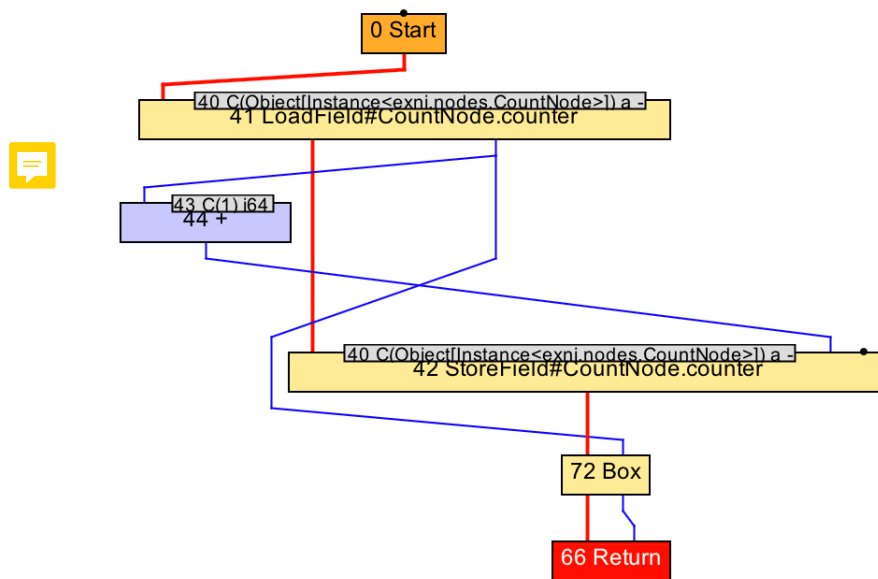 0 Start
40 C(Object[Instance<exni.nodes.CountNode>]) a -
41 LoadField#CountNode.counter
43 C(1) i64
44 +
40 C(Object[Instance<exni.nodes.CountNode>]) a -
42 StoreField#CountNode.counter
72 Box
66 Return